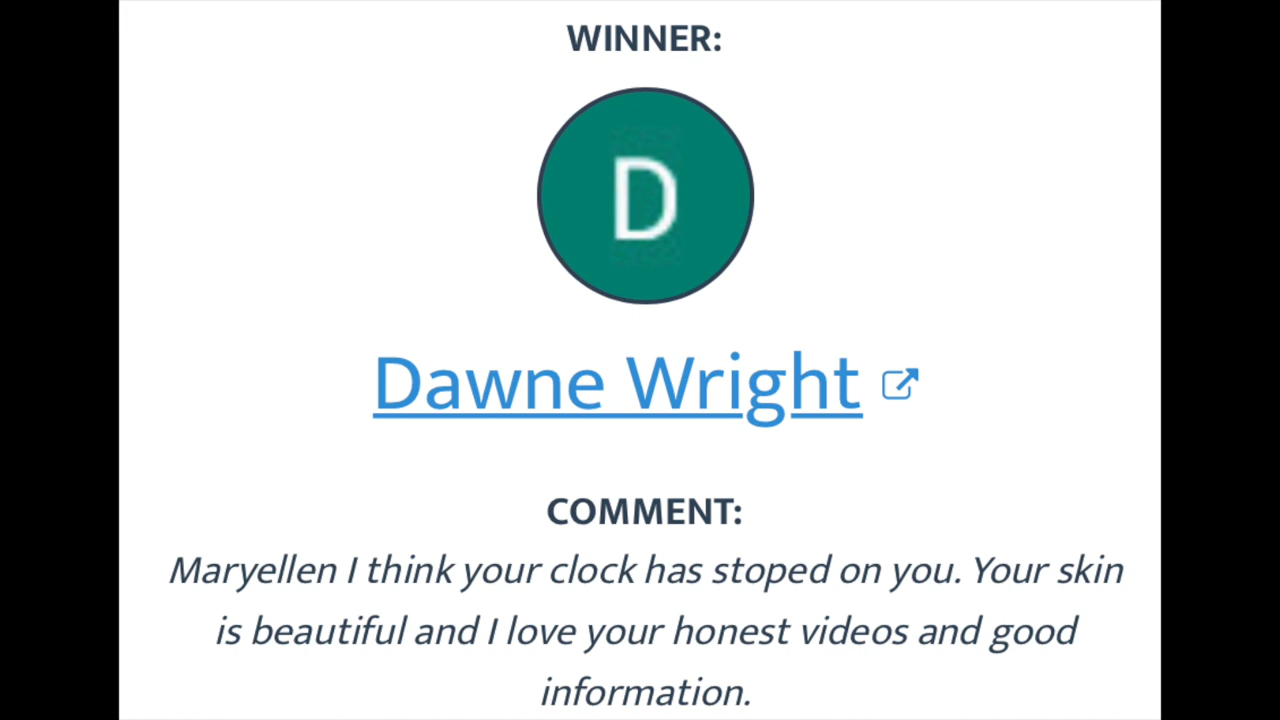 WINNER:
D
Dawne Wright
COMMENT:
Maryellen I think your clock has stoped on you. Your skin
is beautiful and I love your honest videos and good
information.